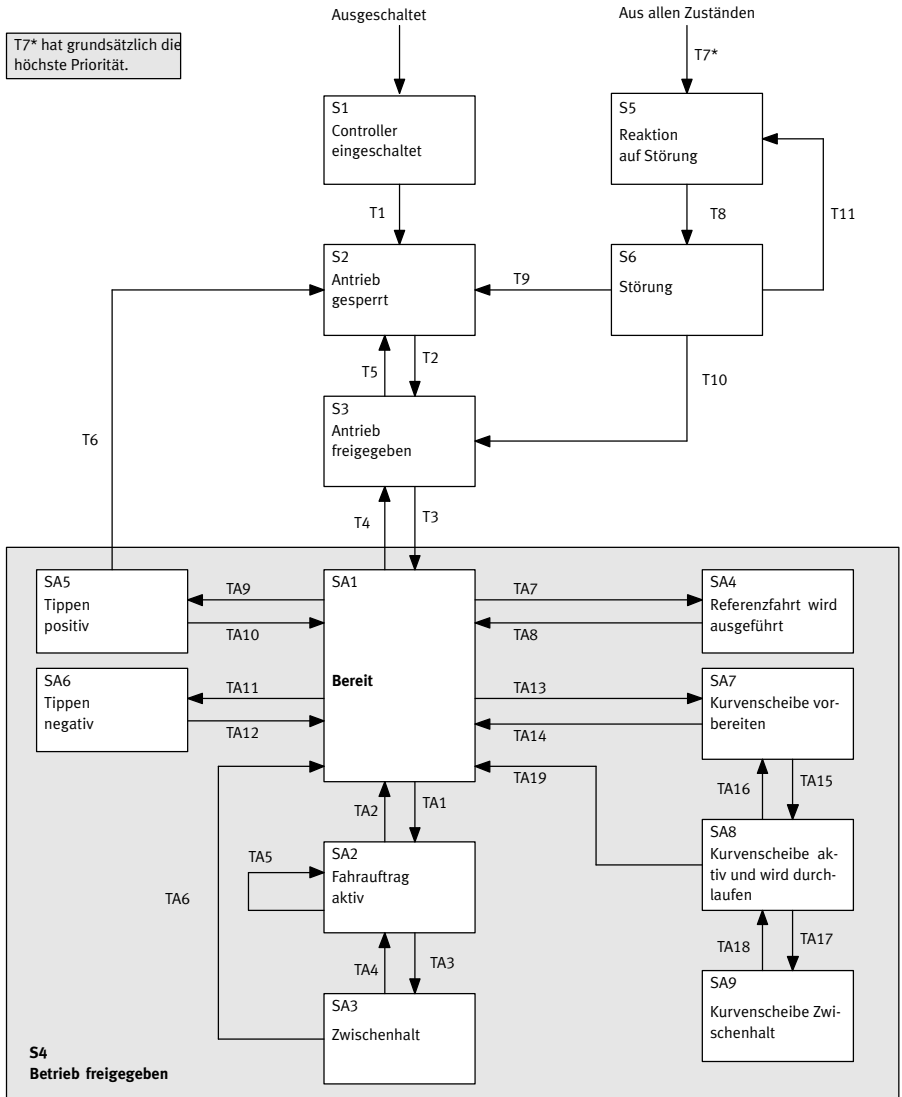 Ausgeschaltet
Aus allen Zuständen
T7* hat grundsätzlich die
höchste Priorität.
T7*
S1
Controller
eingeschaltet
S5
Reaktion
auf Störung
T1
T8
T11
S2
Antrieb
gesperrt
T9
S6
Störung
T5
T2
T10
S3
Antrieb
freigegeben
T6
T4
T3
SA5
Tippen
positiv
TA9
TA10
SA1
Bereit
TA7
TA8
SA4
Referenzfahrt wird
ausgeführt
SA6
Tippen
negativ
TA11
TA12
TA13
TA14
SA7
Kurvenscheibe vor-
bereiten
TA19
TA16
TA15
TA2
TA1
SA2
Fahrauftrag
aktiv
TA5
TA6
SA8
Kurvenscheibe ak-
tiv und wird durch-
laufen
TA4
TA3
TA18
TA17
SA3
Zwischenhalt
SA9
Kurvenscheibe Zwi-
schenhalt
S4
Betrieb freigegeben